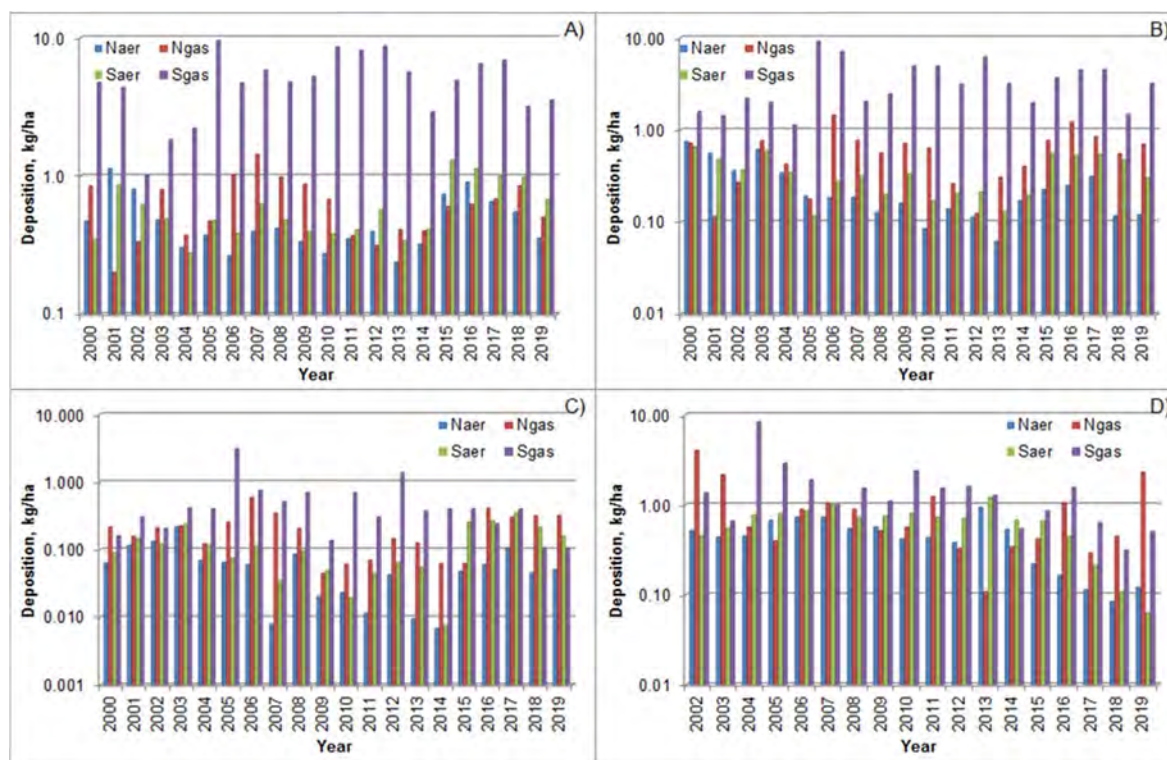 A)
Naer Ngas
Saer Sgas
10.0
1.0
0.1
Deposition, kg/ha
2000 2001 2002 2003 2004 2005 2006 2007 2008 2009 2010 2011 2012 2013 2014 2015 2016 2017 2018 2019
Year
B)
Naer Ngas
Saer Sgas
10.00
1.00
0.10
0.01
Deposition, kg/ha
2000 2001 2002 2003 2004 2005 2006 2007 2008 2009 2010 2011 2012 2013 2014 2015 2016 2017 2018 2019
Year
C)
Naer Ngas
Saer Sgas
10.000
1.000
0.100
0.010
0.001
Deposition, kg/ha
2000 2001 2002 2003 2004 2005 2006 2007 2008 2009 2010 2011 2012 2013 2014 2015 2016 2017 2018 2019
Year
D)
Naer Ngas
Saer Sgas
10.00
1.00
0.10
0.01
Deposition, kg/ha
2002 2003 2004 2005 2006 2007 2008 2009 2010 2011 2012 2013 2014 2015 2016 2017 2018 2019
Year